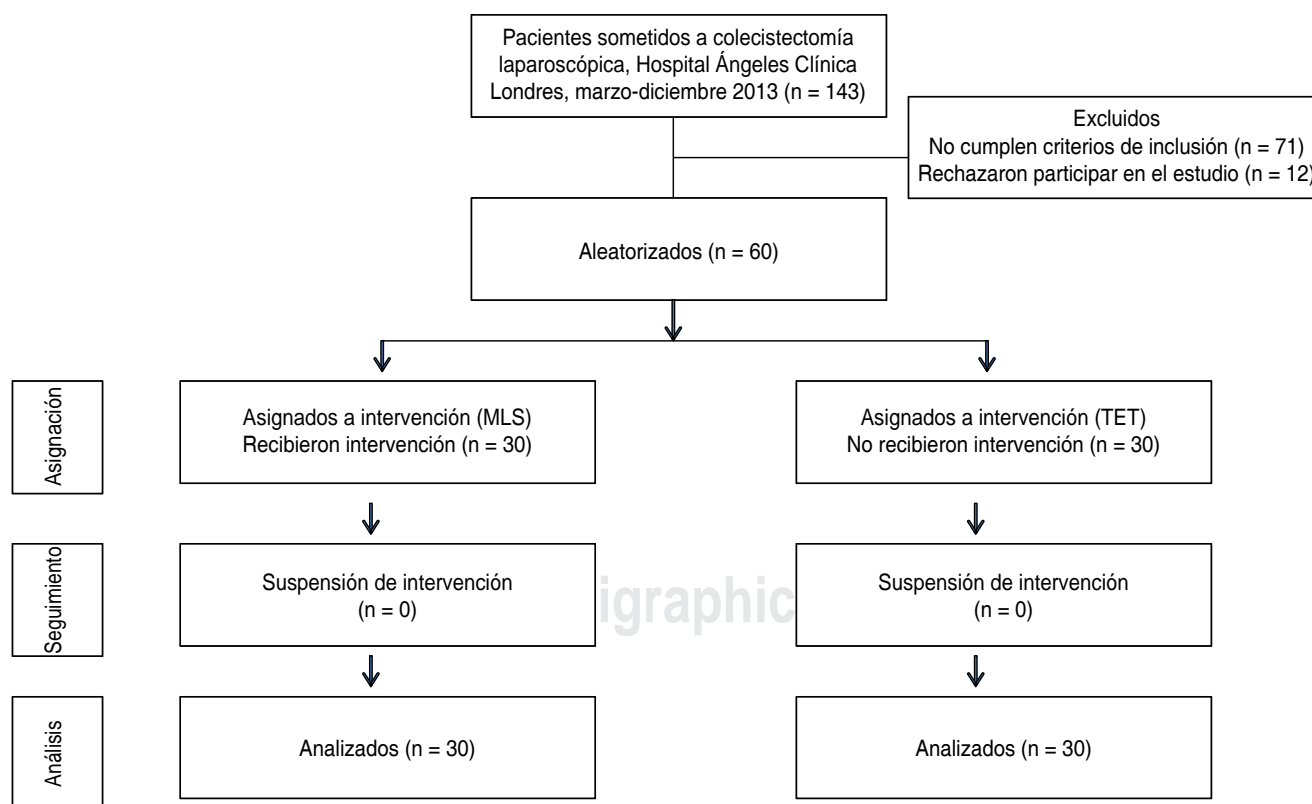 Pacientes sometidos a colecistectomía
laparoscópica, Hospital Ángeles Clínica
Londres, marzo-diciembre 2013 (n = 143)
Excluidos
No cumplen criterios de inclusión (n = 71)
Rechazaron participar en el estudio (n = 12)
Aleatorizados (n = 60)
Asignación
Asignados a intervención (MLS)
Recibieron intervención (n = 30)
Asignados a intervención (TET)
No recibieron intervención (n = 30)
Seguimiento
Suspensión de intervención
(n = 0)
igraphic
Suspensión de intervención
(n = 0)
Análisis
Analizados (n = 30)
Analizados (n = 30)